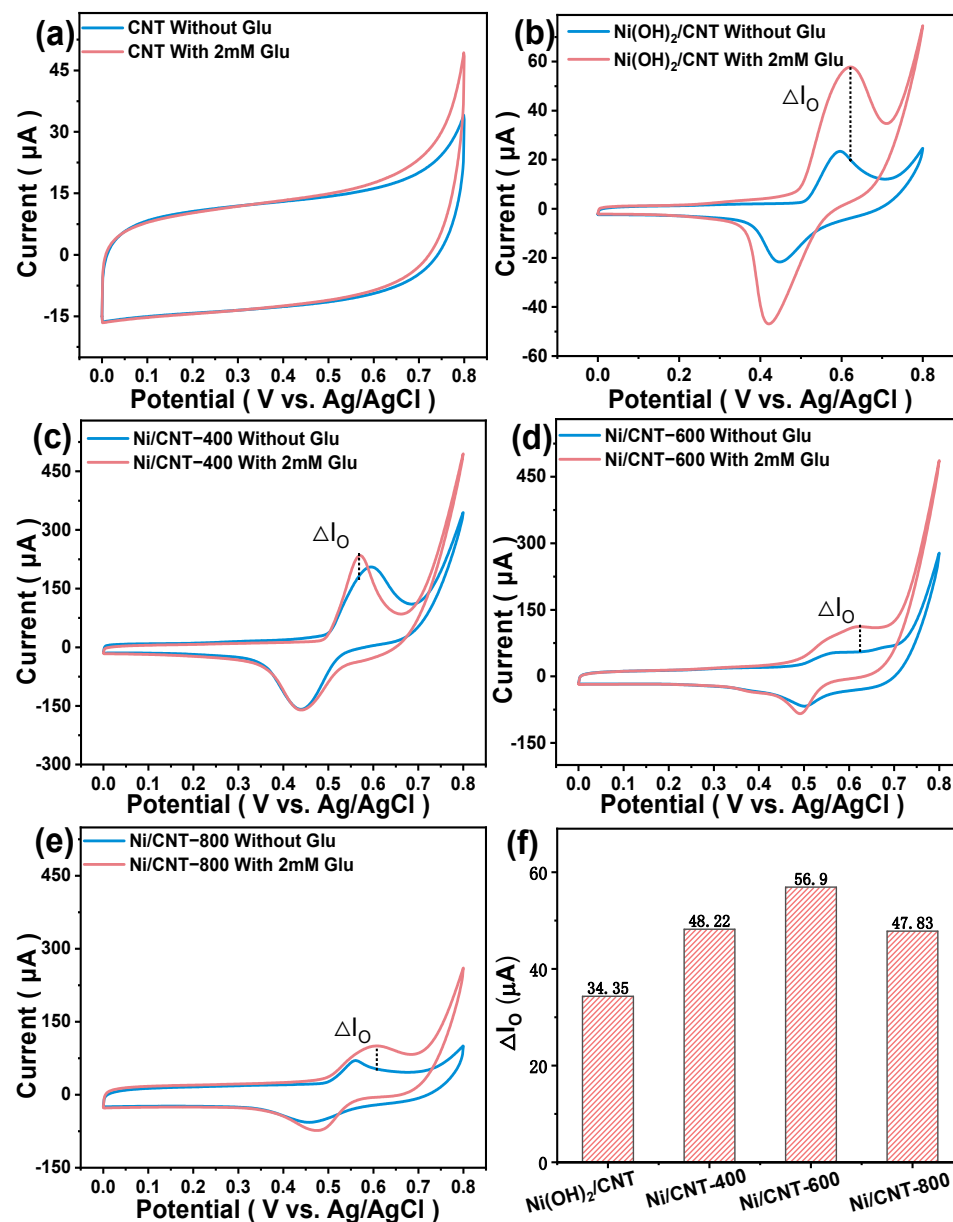 (a)
CNT Without Glu
CNT With 2mM Glu
45
30
15
0
-15
Current ( µA )
0.0 0.1 0.2 0.3 0.4 0.5 0.6 0.7 0.8
Potential ( V vs. Ag/AgCl )
(b)
Ni(OH)₂/CNT Without Glu
Ni(OH)₂/CNT With 2mM Glu
△I_O
60
40
20
0
-20
-40
-60
Current ( µA )
0.0 0.2 0.4 0.6 0.8
Potential ( V vs. Ag/AgCl )
(c)
Ni/CNT−400 Without Glu
Ni/CNT−400 With 2mM Glu
△I_O
450
300
150
0
-150
-300
Current ( µA )
0.0 0.1 0.2 0.3 0.4 0.5 0.6 0.7 0.8
Potential ( V vs. Ag/AgCl )
(d)
Ni/CNT−600 Without Glu
Ni/CNT−600 With 2mM Glu
△I_O
450
300
150
0
-150
Current ( µA )
0.0 0.1 0.2 0.3 0.4 0.5 0.6 0.7 0.8
Potential ( V vs. Ag/AgCl )
(e)
Ni/CNT−800 Without Glu
Ni/CNT−800 With 2mM Glu
△I_O
450
300
150
0
-150
Current ( µA )
0.0 0.1 0.2 0.3 0.4 0.5 0.6 0.7 0.8
Potential ( V vs. Ag/AgCl )
(f)
60
40
20
0
ΔI_O (µA)
34.35
48.22
56.9
47.83
Ni(OH)₂/CNT
Ni/CNT-400
Ni/CNT-600
Ni/CNT-800